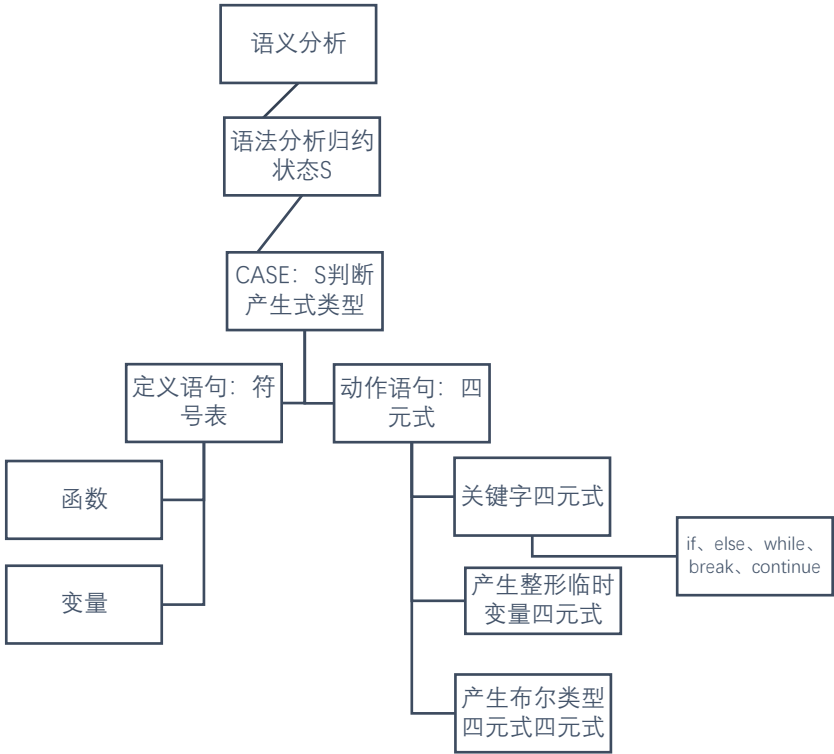 语义分析
语法分析归约
状态S
CASE：S判断
产生式类型
定义语句：符
号表
动作语句：四
元式
函数
变量
关键字四元式
if、else、while、
break、continue
产生整形临时
变量四元式
产生布尔类型
四元式四元式